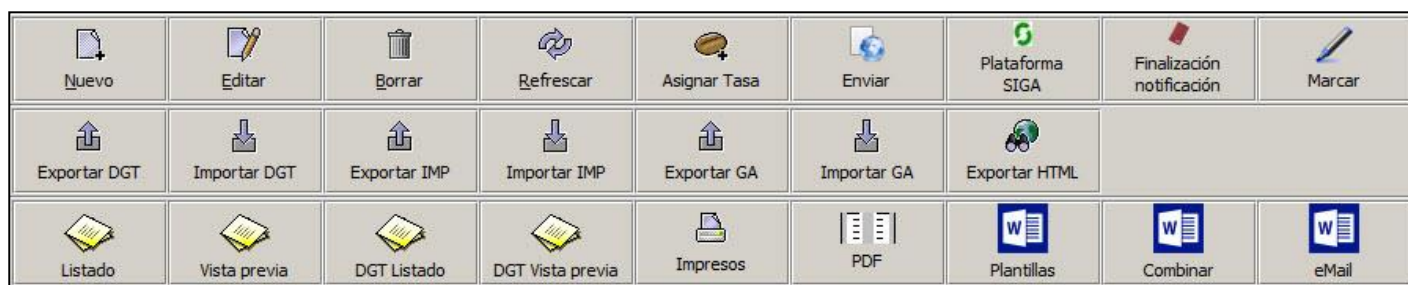 Nuevo
Editar
Borrar
Refrescar
Asignar Tasa
Enviar
Plataforma
SIGA
Finalización
notificación
Marcar
Exportar DGT
Importar DGT
Exportar IMP
Importar IMP
Exportar GA
Importar GA
Exportar HTML
Listado
Vista previa
DGT Listado
DGT Vista previa
Impresos
PDF
W
Plantillas
W
Combinar
W
eMail